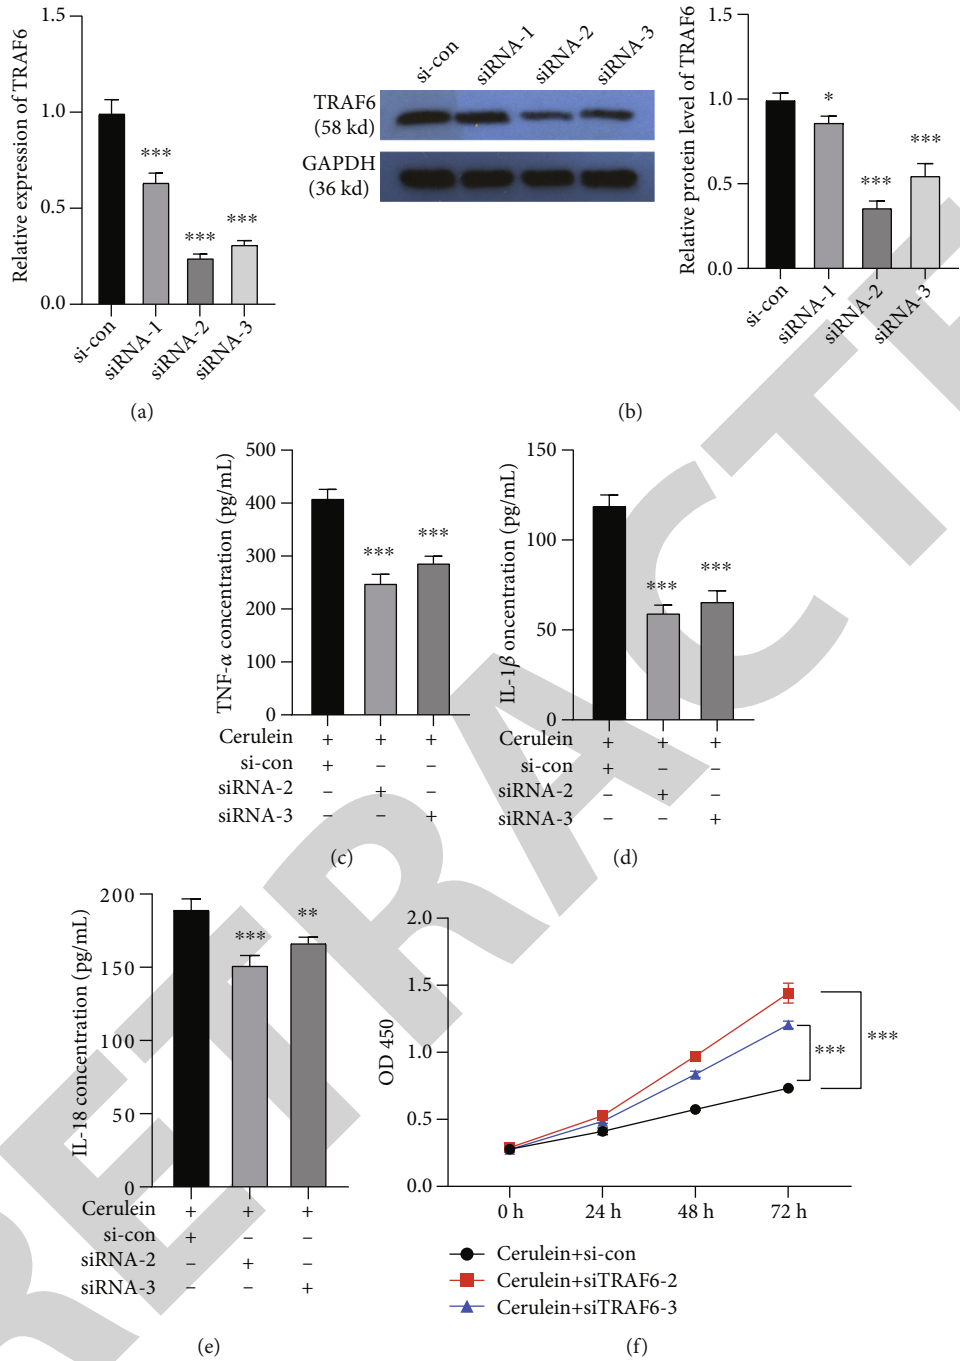 1.5
1.0
0.5
0.0
Relative expression of TRAF6
***
***
***
si-con
siRNA-1
siRNA-2
siRNA-3
(a)
si-con
siRNA-1
siRNA-2
siRNA-3
TRAF6
(58 kd)
GAPDH
(36 kd)
1.5
1.0
0.5
0.0
Relative protein level of TRAF6
*
***
***
si-con
siRNA-1
siRNA-2
siRNA-3
(b)
500
400
300
200
100
0
TNF-α concentration (pg/mL)
***
***
Cerulein + + +
si-con + – –
siRNA-2 – + –
siRNA-3 – – +
(c)
150
100
50
0
IL-1β oncentration (pg/mL)
***
***
Cerulein + + +
si-con + – –
siRNA-2 – + –
siRNA-3 – – +
(d)
200
150
100
50
0
IL-18 concentration (pg/mL)
***
**
Cerulein + + +
si-con + – –
siRNA-2 – + –
siRNA-3 – – +
(e)
2.0
1.5
1.0
0.5
0.0
OD 450
***
***
0 h 24 h 48 h 72 h
Cerulein+si-con
Cerulein+siTRAF6-2
Cerulein+siTRAF6-3
(f)
RETRACTE